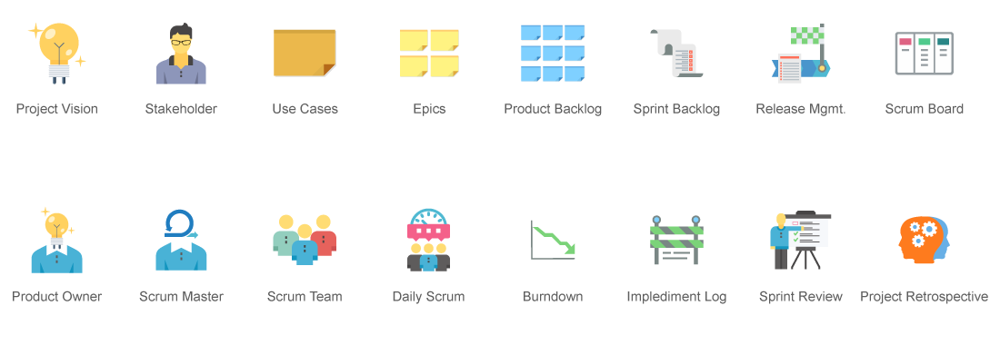 Project Vision
Stakeholder
Use Cases
Epics
Product Backlog
Sprint Backlog
Release Mgmt.
Scrum Board
Product Owner
Scrum Master
Scrum Team
Daily Scrum
Burndown
Implediment Log
Sprint Review
Project Retrospective